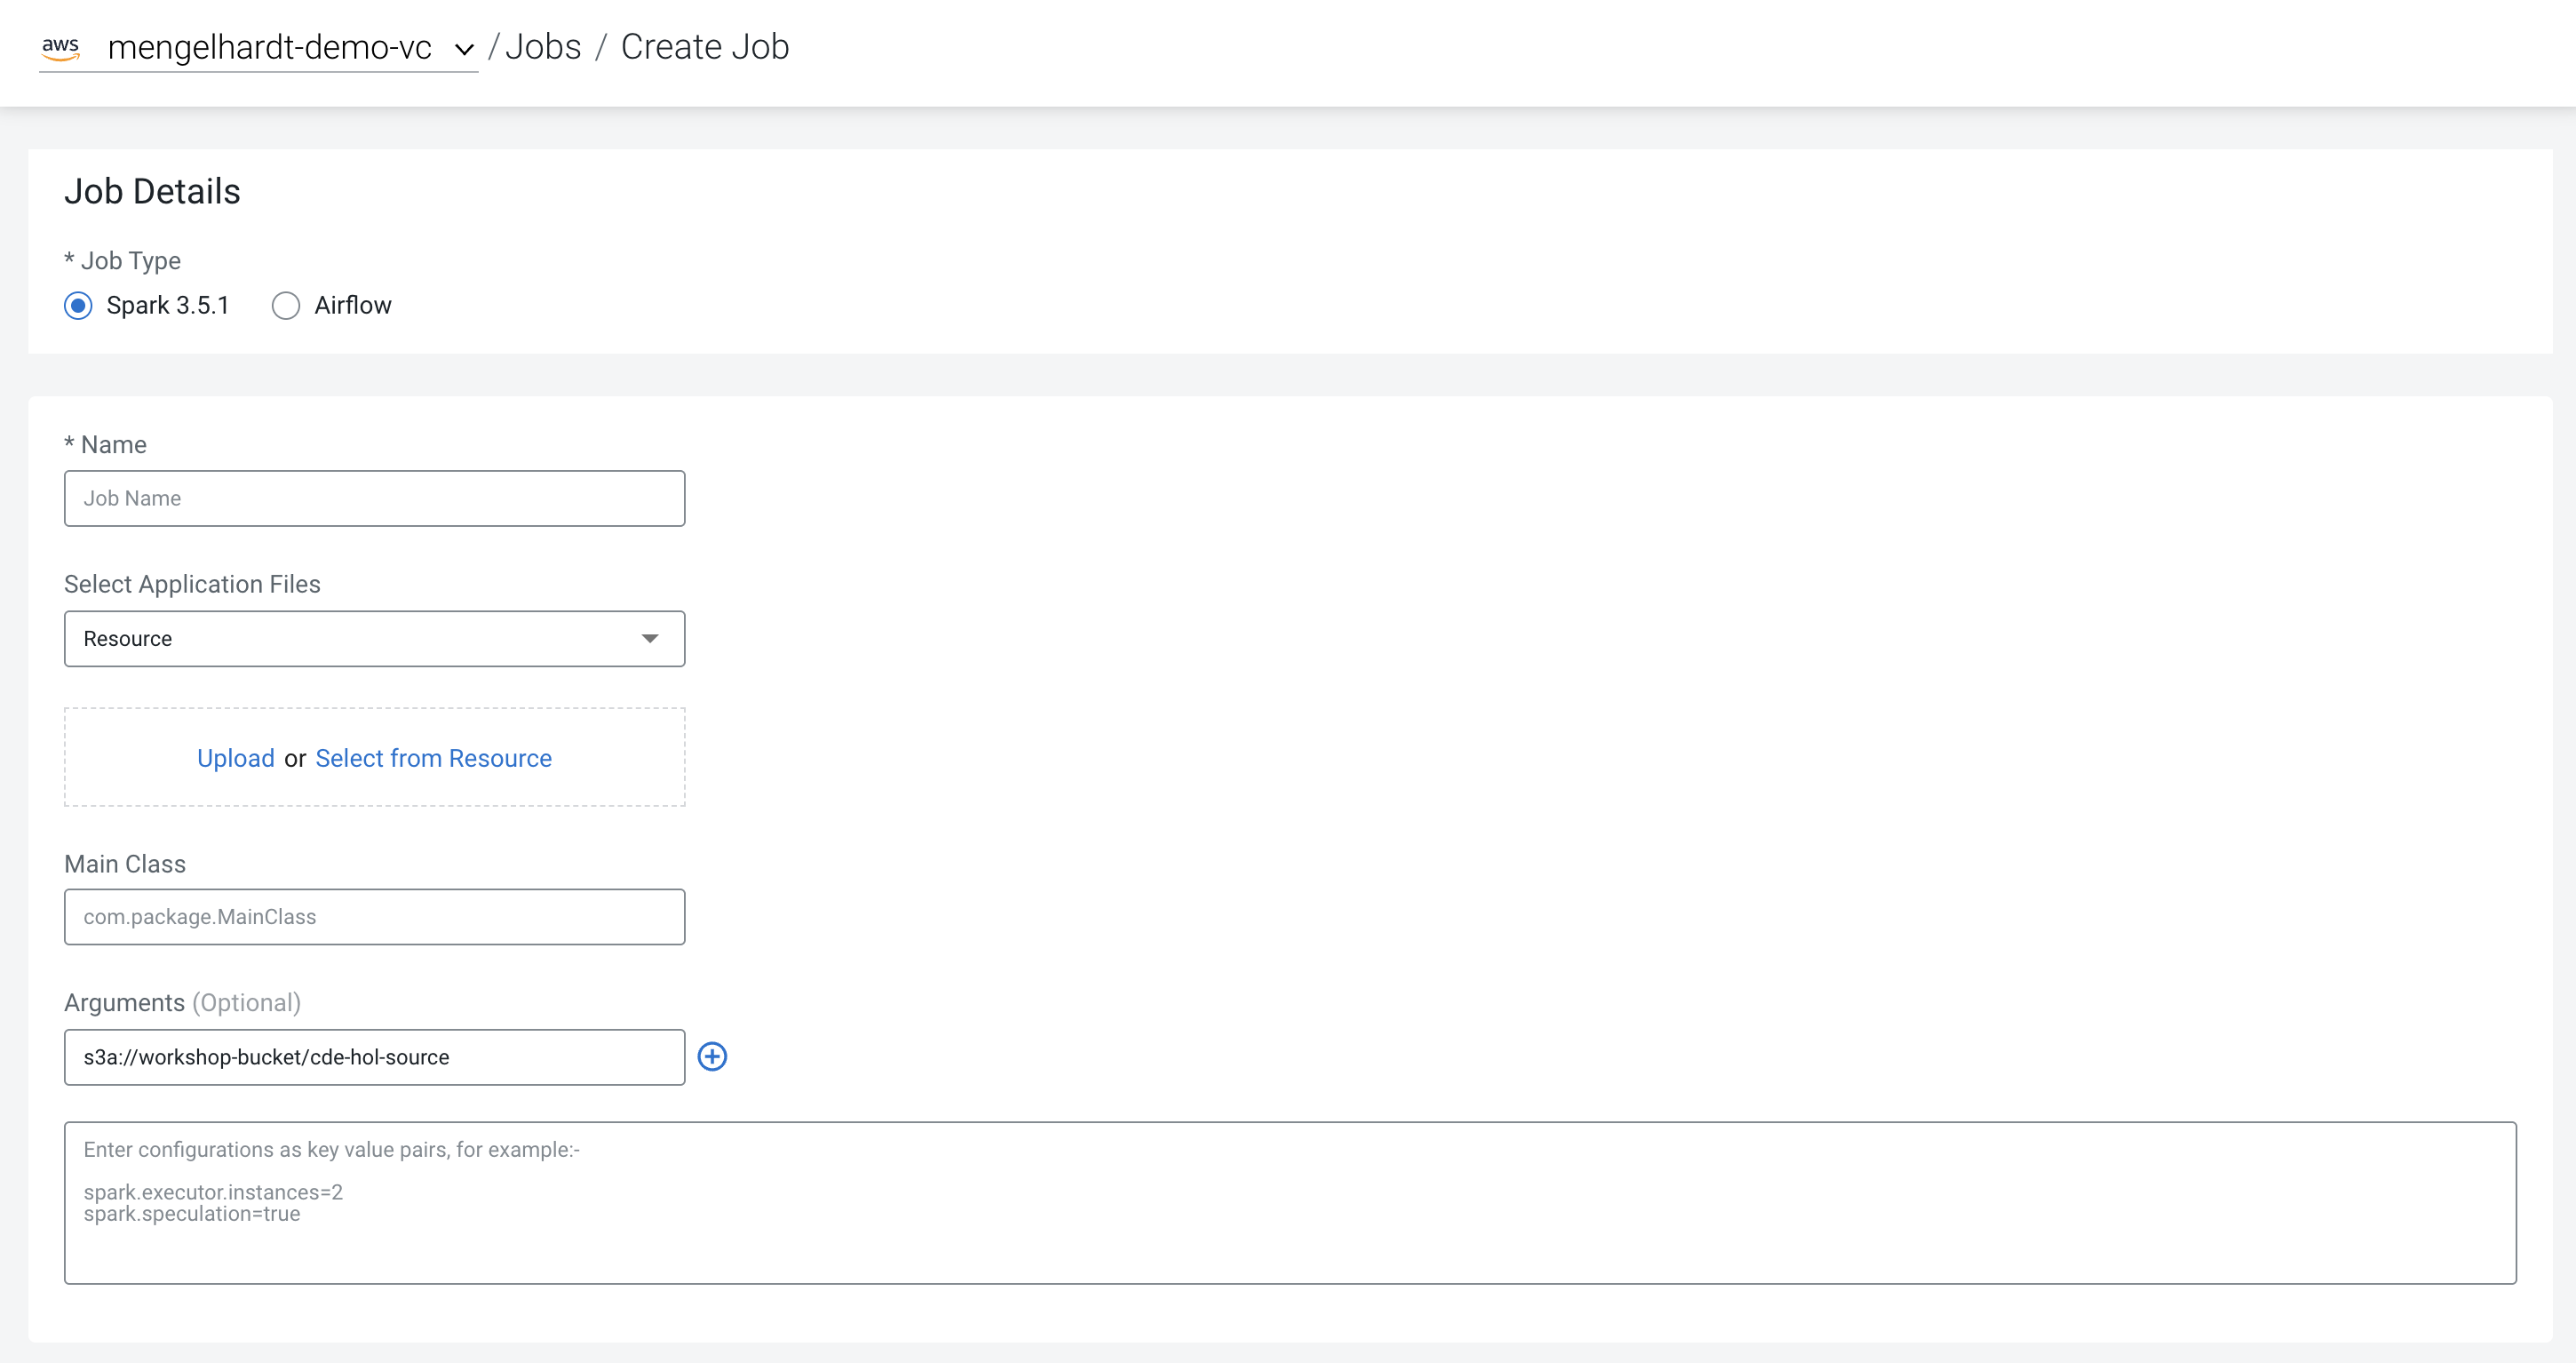 aws mengelhardt-demo-vc / Jobs / Create Job
Job Details
* Job Type
Spark 3.5.1 Airflow
* Name
Job Name
Select Application Files
Resource
Upload or Select from Resource
Main Class
com.package.MainClass
Arguments (Optional)
s3a://workshop-bucket/cde-hol-source
Enter configurations as key value pairs, for example:-
spark.executor.instances=2
spark.speculation=true